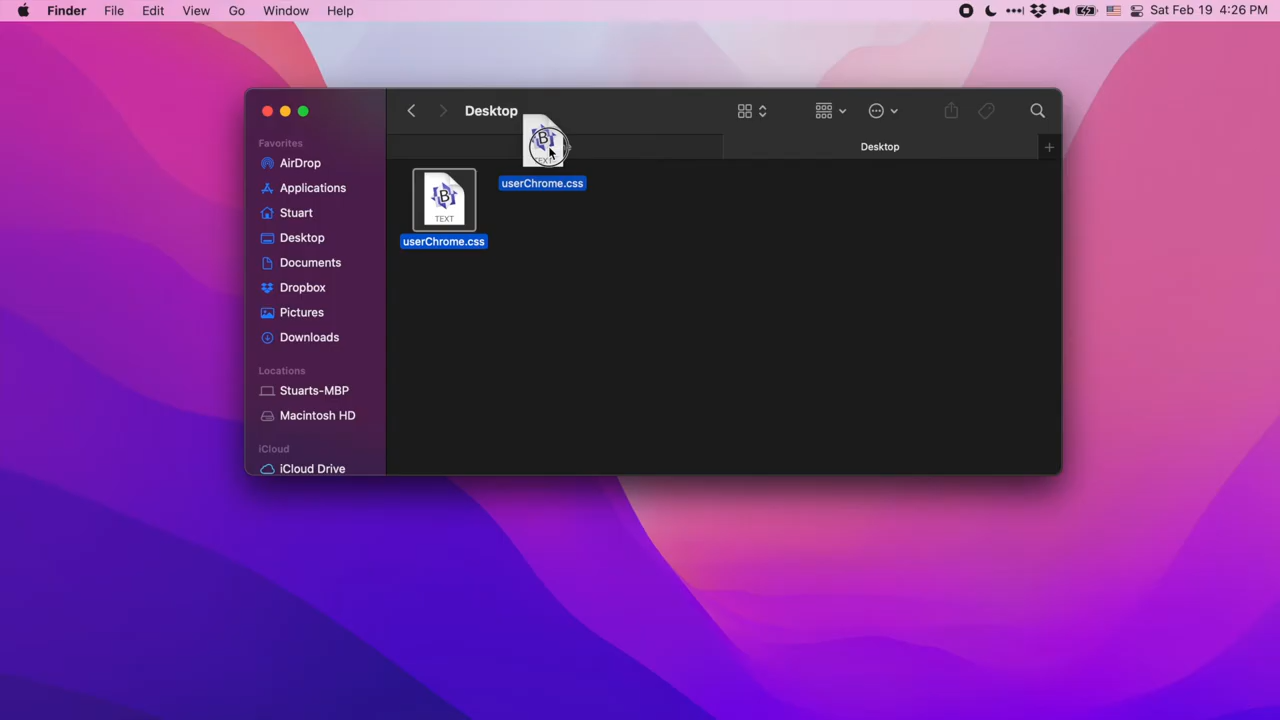 Finder File Edit View Go Window Help Sat Feb 19 4:26 PM
Desktop
Desktop
Favorites
AirDrop
Applications
Stuart
Desktop
Documents
Dropbox
Pictures
Downloads
Locations
Stuarts-MBP
Macintosh HD
iCloud
iCloud Drive
TEXT
userChrome.css
TEXT
userChrome.css